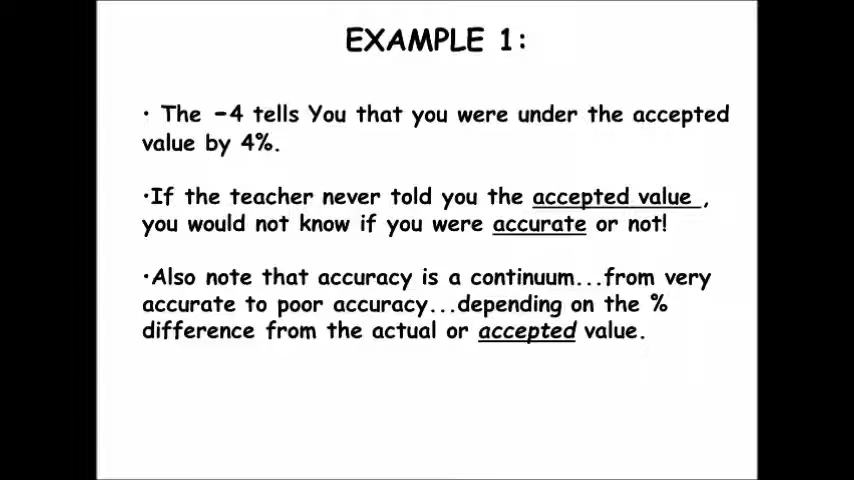 EXAMPLE 1:
• The -4 tells You that you were under the accepted
value by 4%.
•If the teacher never told you the accepted value ,
you would not know if you were accurate or not!
•Also note that accuracy is a continuum...from very
accurate to poor accuracy...depending on the %
difference from the actual or accepted value.